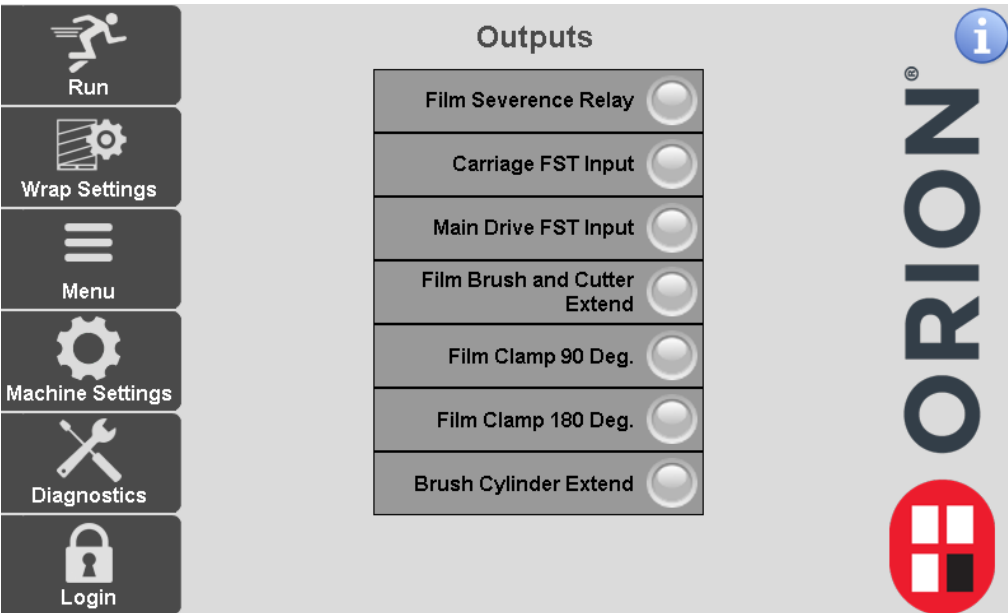 Run
Wrap Settings
Menu
Machine Settings
Diagnostics
Login
Outputs
Film Severence Relay
Carriage FST Input
Main Drive FST Input
Film Brush and Cutter
Extend
Film Clamp 90 Deg.
Film Clamp 180 Deg.
Brush Cylinder Extend
i
ORION®